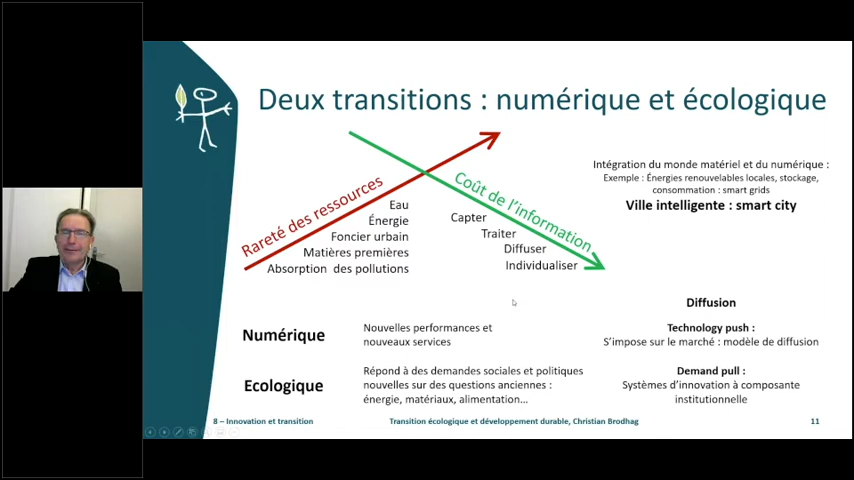 Deux transitions : numérique et écologique
Rareté des ressources
Eau
Énergie
Foncier urbain
Matières premières
Absorption des pollutions
Coût de l'information
Capter
Traiter
Diffuser
Individualiser
Intégration du monde matériel et du numérique :
Exemple : Énergies renouvelables locales, stockage,
consommation : smart grids
Ville intelligente : smart city
Diffusion
Numérique
Nouvelles performances et
nouveaux services
Technology push :
S'impose sur le marché : modèle de diffusion
Ecologique
Répond à des demandes sociales et politiques
nouvelles sur des questions anciennes :
énergie, matériaux, alimentation...
Demand pull :
Systèmes d'innovation à composante
institutionnelle
8 – Innovation et transition
Transition écologique et développement durable, Christian Brodhag
11